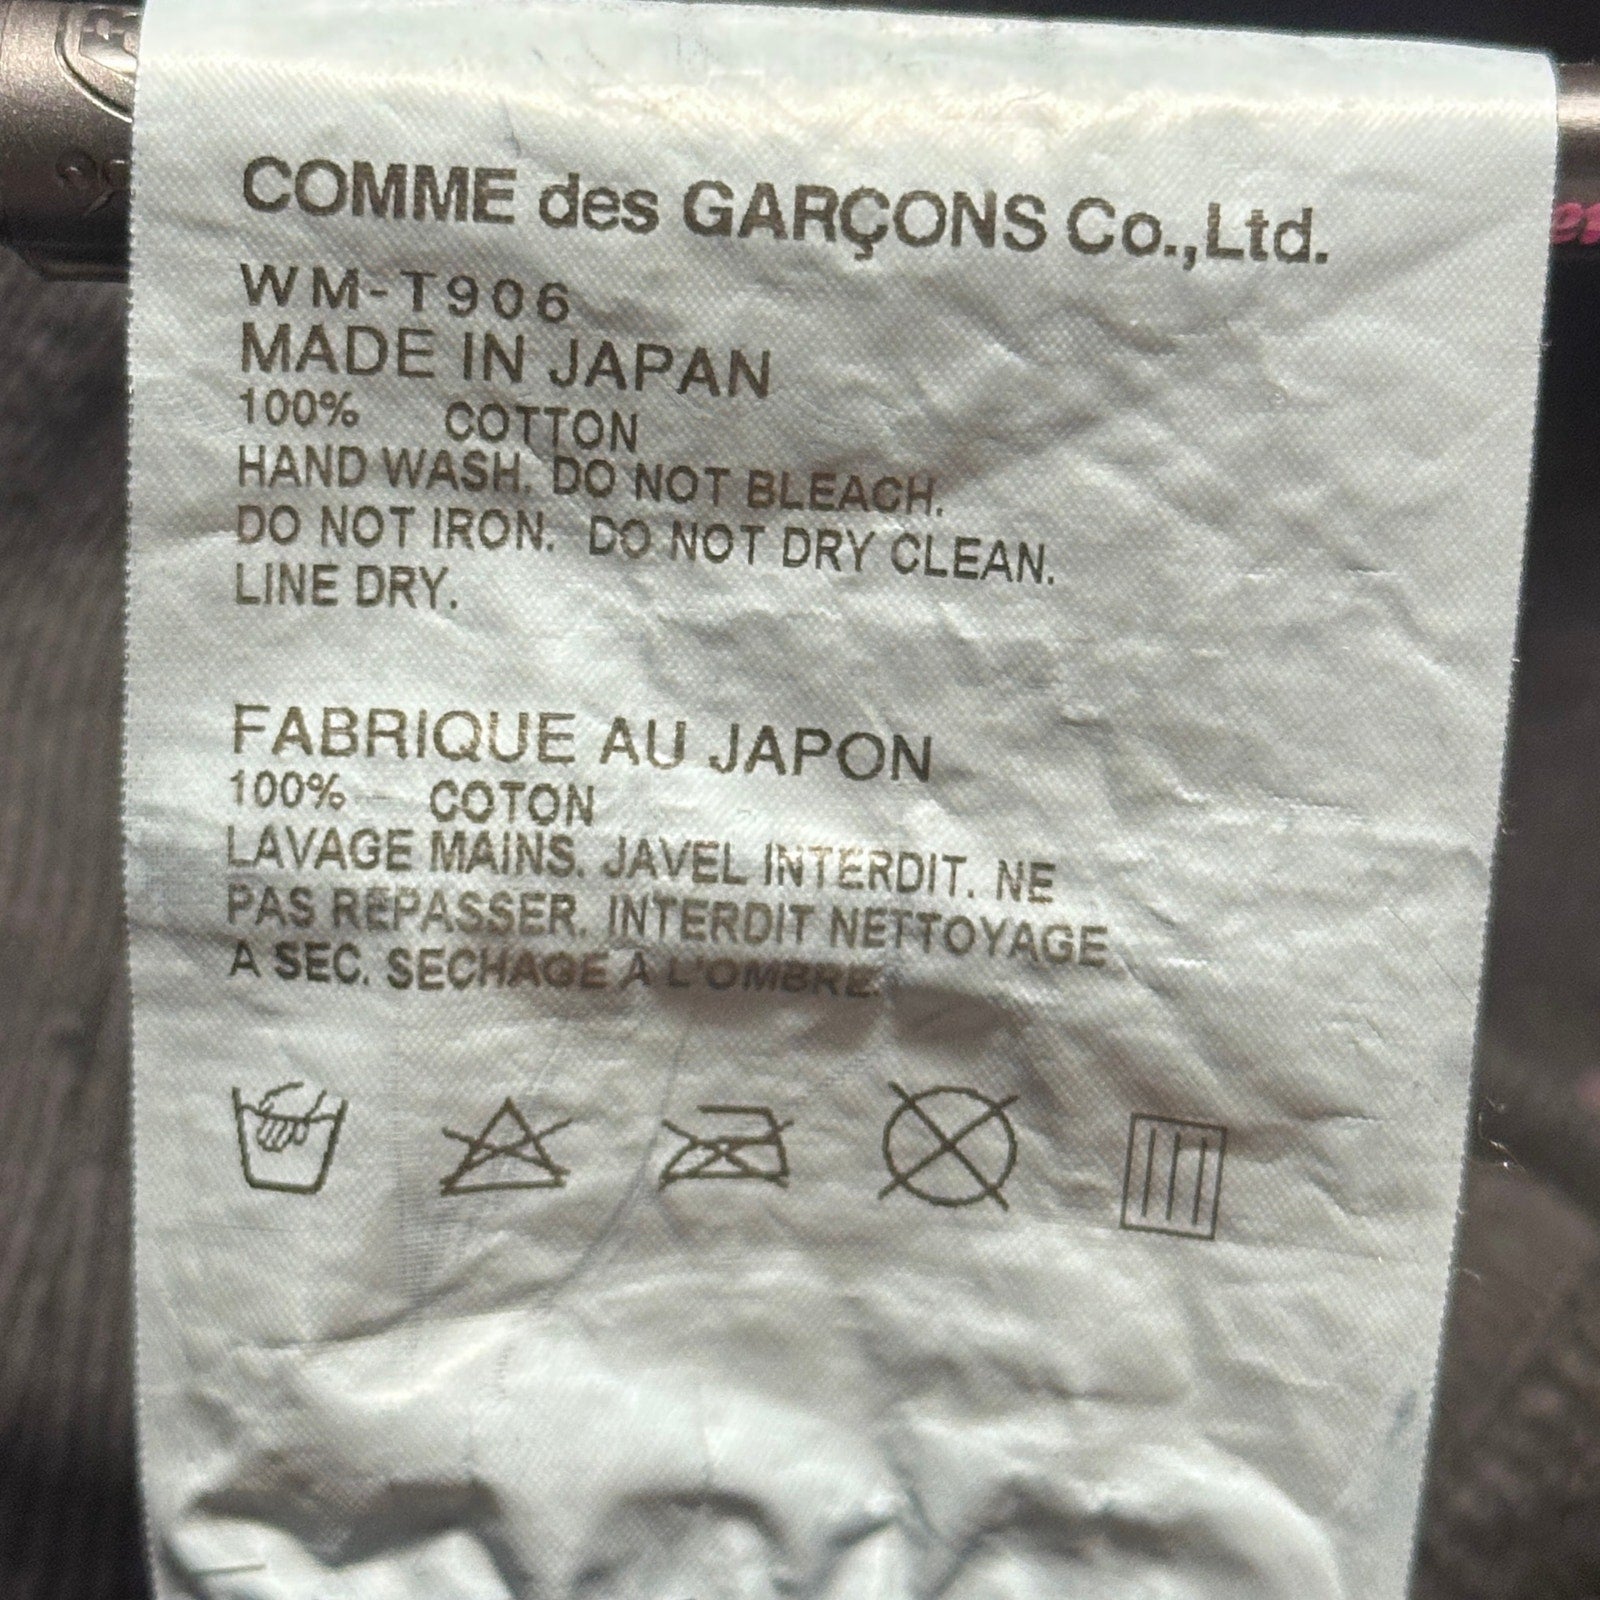 COMME des GARÇONS Co.,Ltd.
WM-T906
MADE IN JAPAN
100% COTTON
HAND WASH. DO NOT BLEACH.
DO NOT IRON. DO NOT DRY CLEAN.
LINE DRY.
FABRIQUE AU JAPON
100% COTON
LAVAGE MAINS. JAVEL INTERDIT. NE
PAS REPASSER. INTERDIT NETTOYAGE
A SEC. SECHAGE A L'OMBRE.